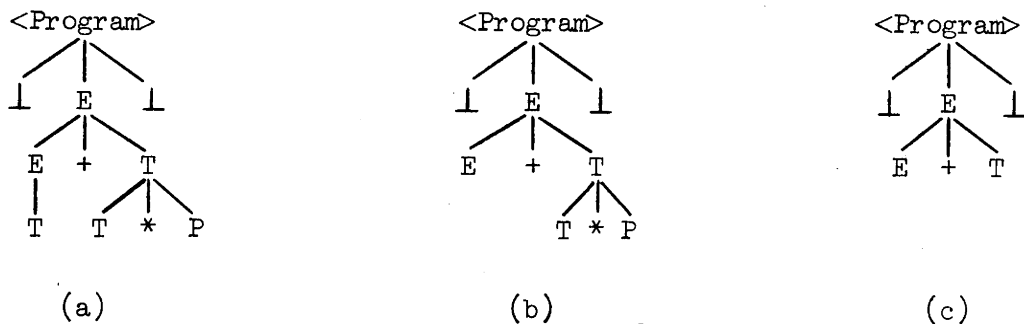 <Program> <Program> <Program>
⊥ E ⊥ ⊥ E ⊥ ⊥ E ⊥
E + T E + T E + T
T T * P T * P
(a) (b) (c)